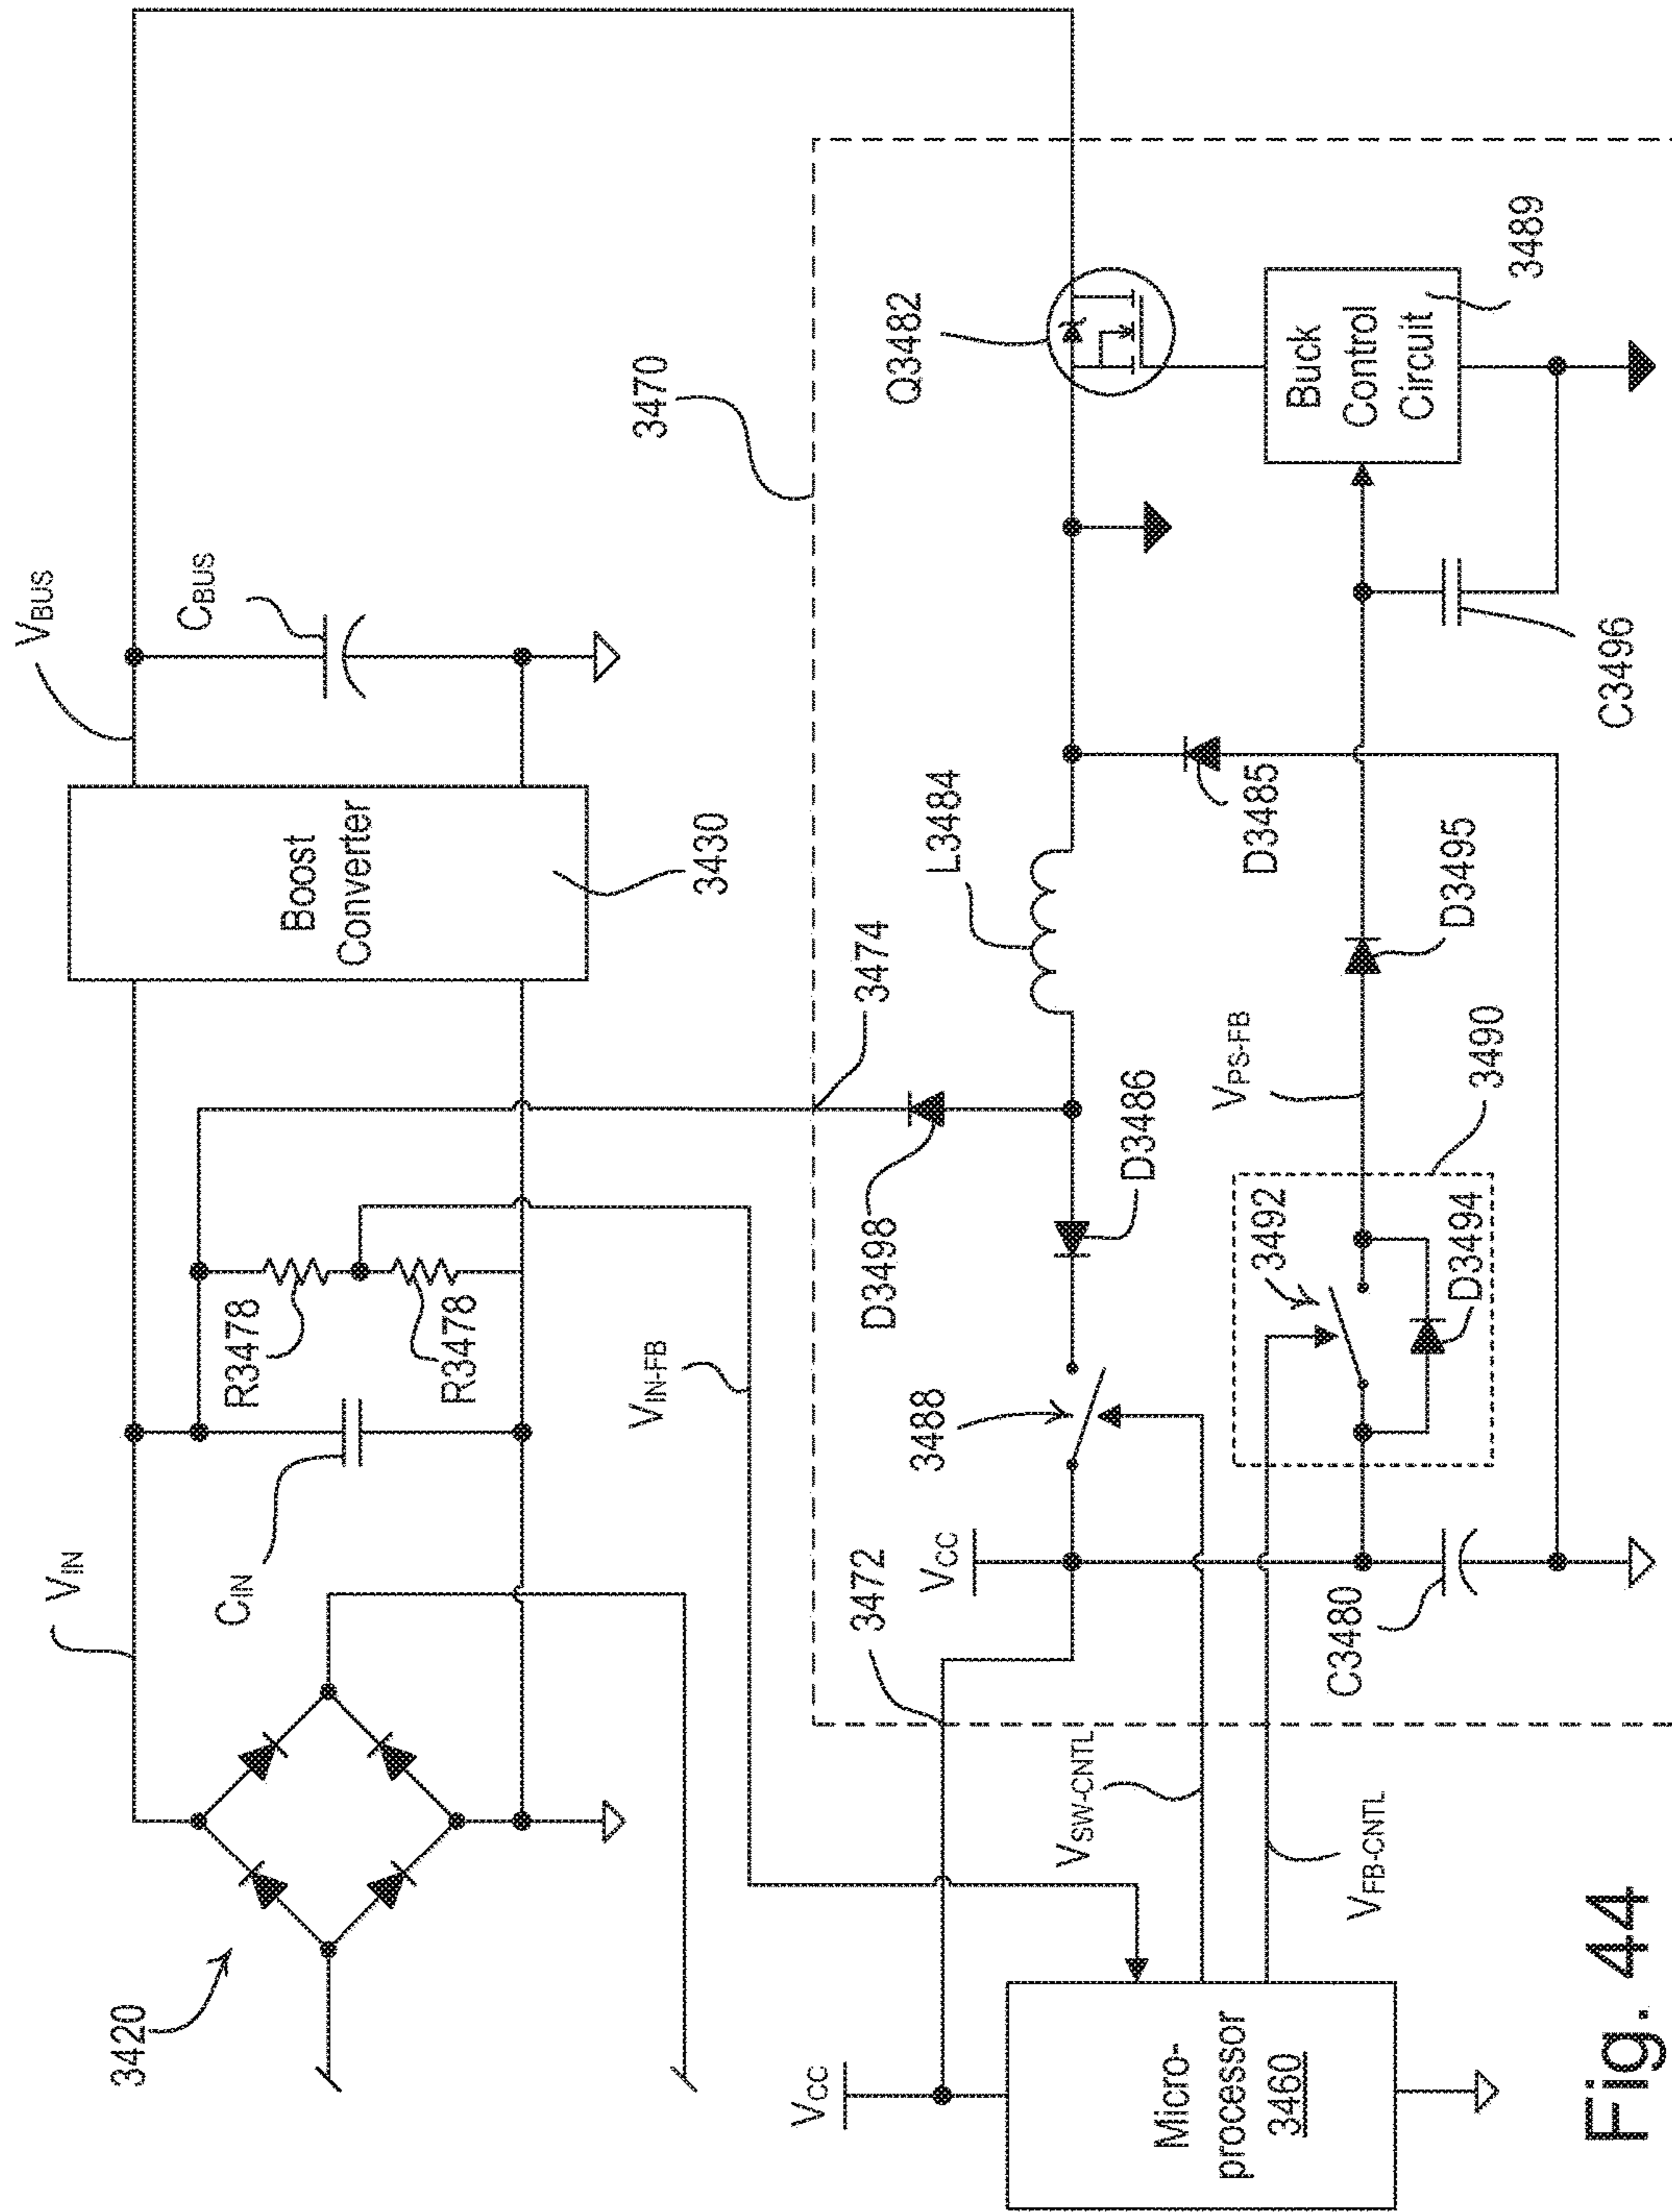 V_BUS
C_BUS
Boost
Converter
3430
V_IN
C_IN
R3478
R3478
3420
3474
3470
V_IN-FB
D3498
L3484
Q3482
D3486
D3485
3488
Buck
Control
Circuit
3489
V_PS-FB
3492
3490
D3494
D3495
C3496
V_CC
3472
V_CC
C3480
V_SW-CNTL
V_FB-CNTL
Micro-
processor
3460
Fig. 44